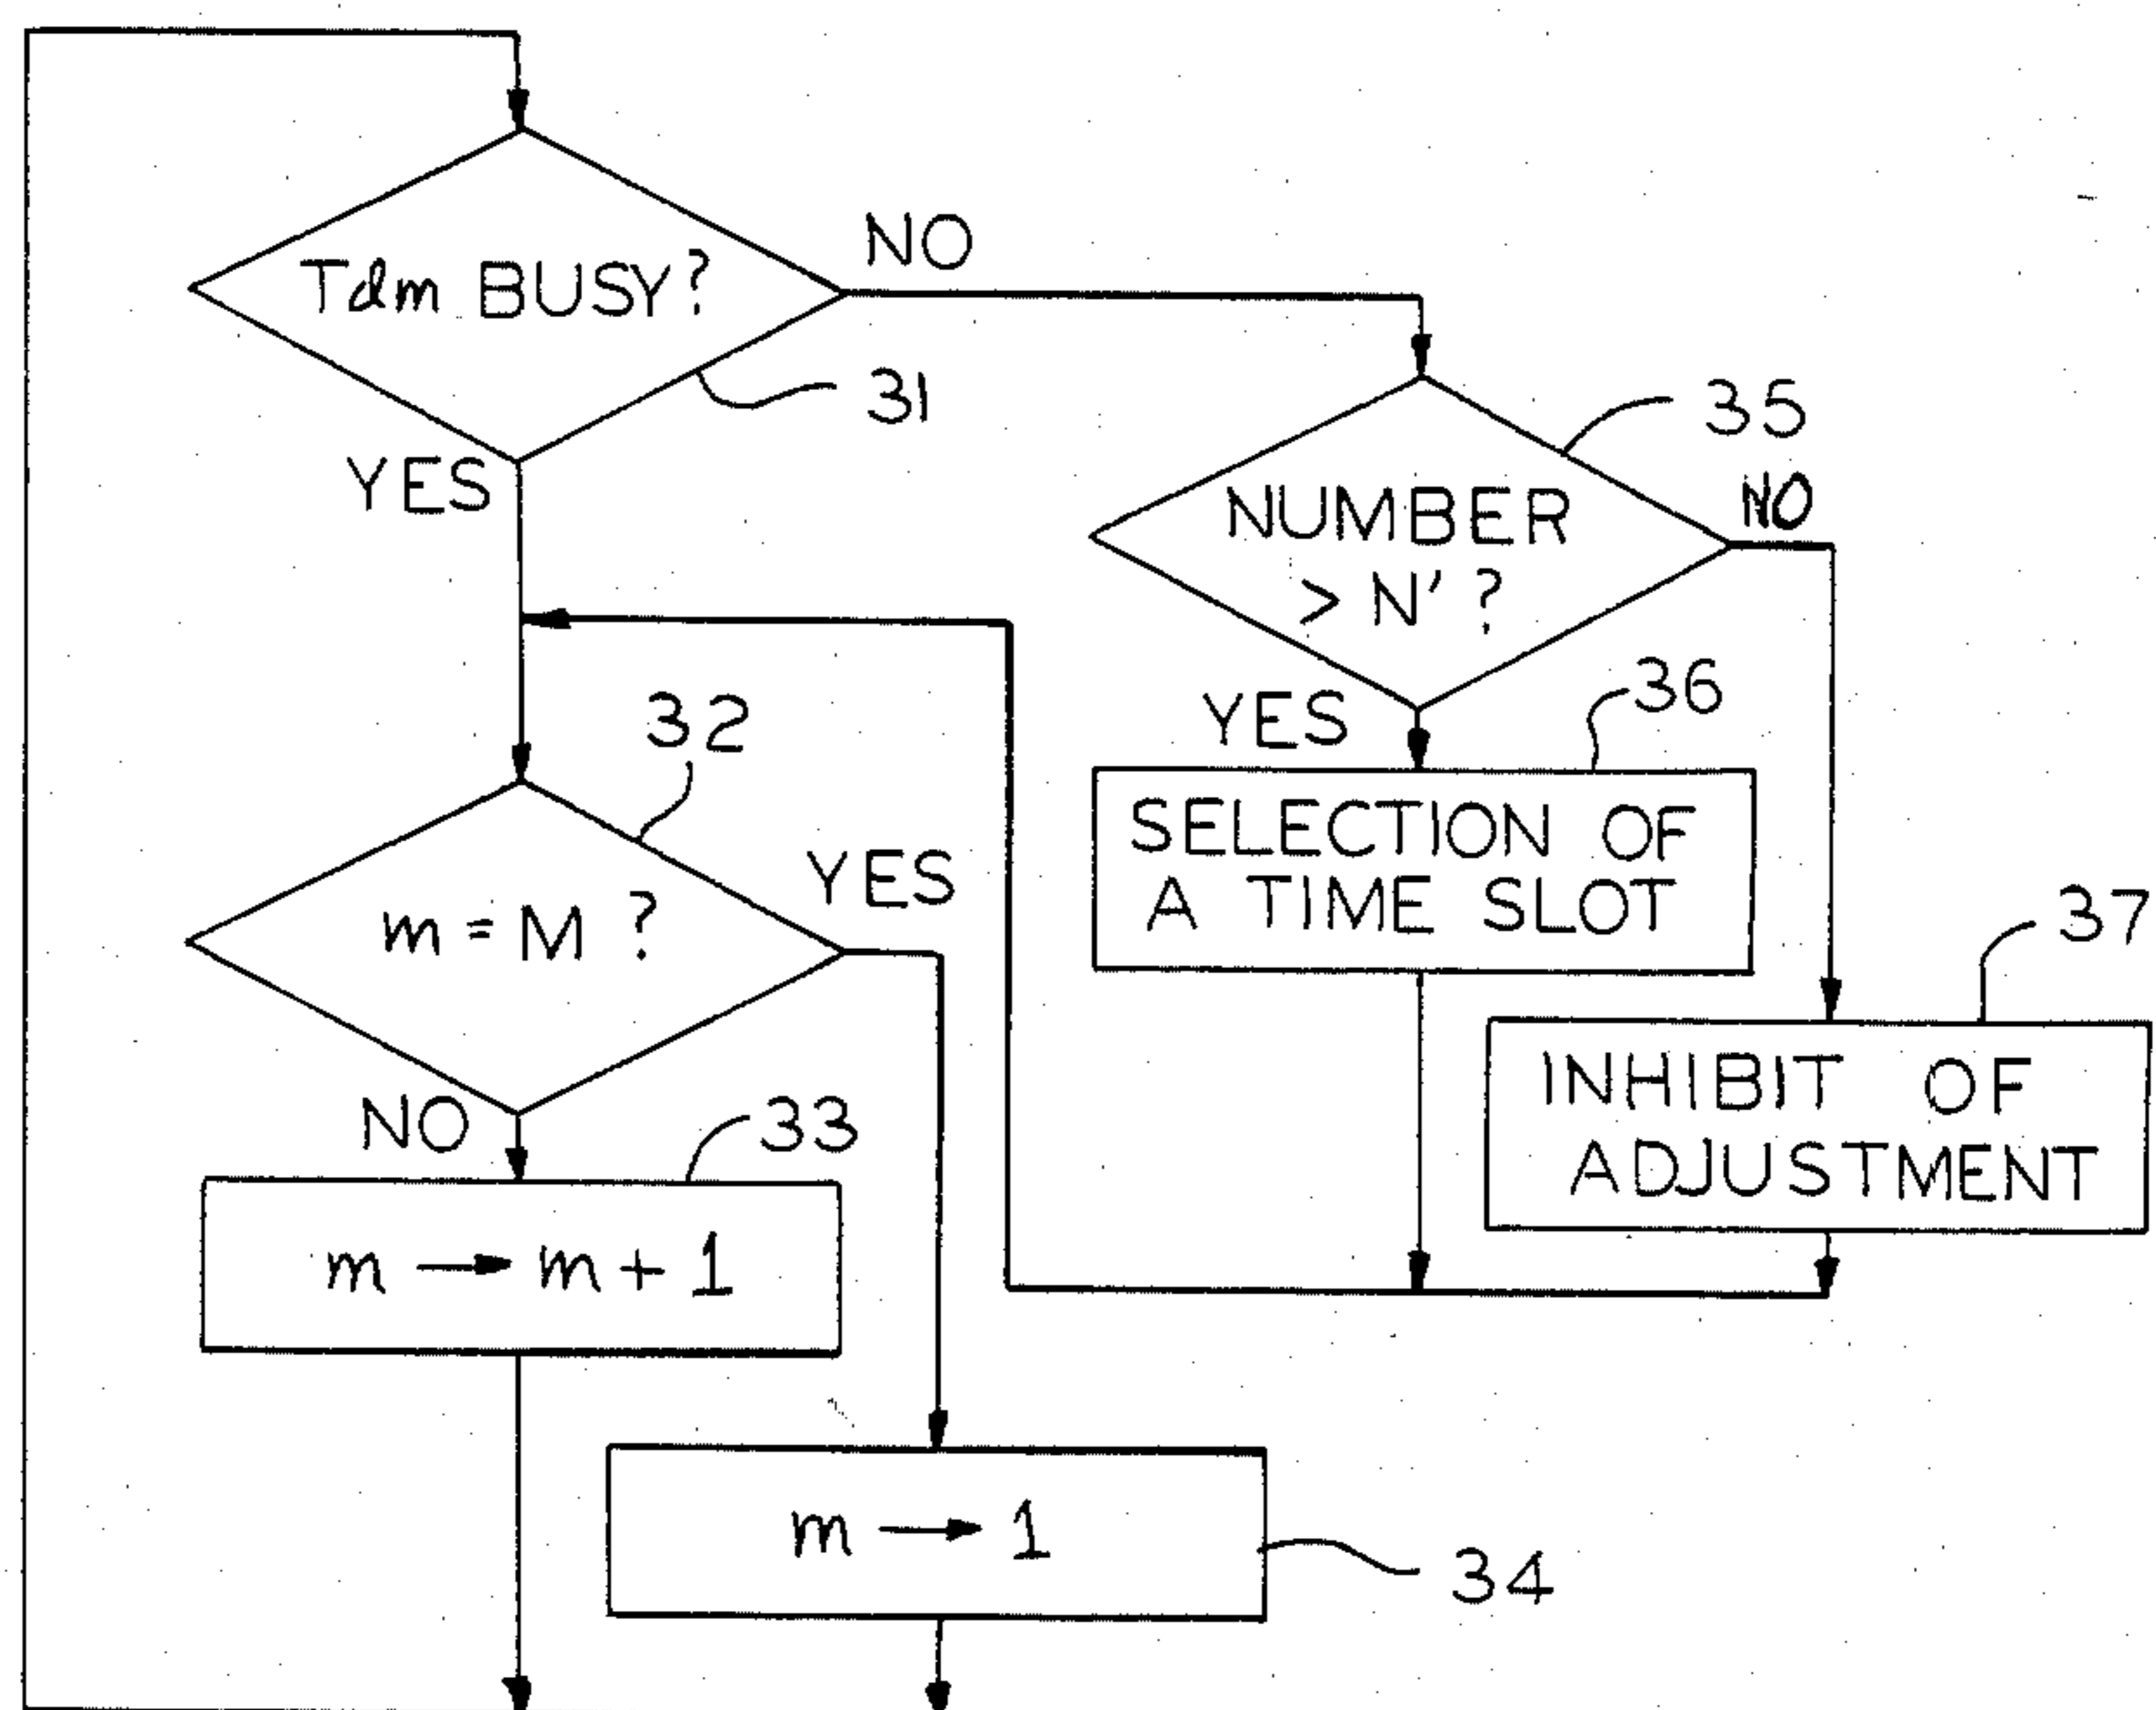 Tdm BUSY?
NO
31
YES
35
NUMBER
> N' ?
NO
YES
36
SELECTION OF
A TIME SLOT
32
m = M ?
YES
37
INHIBIT OF
ADJUSTMENT
NO
33
m → m + 1
m → 1
34